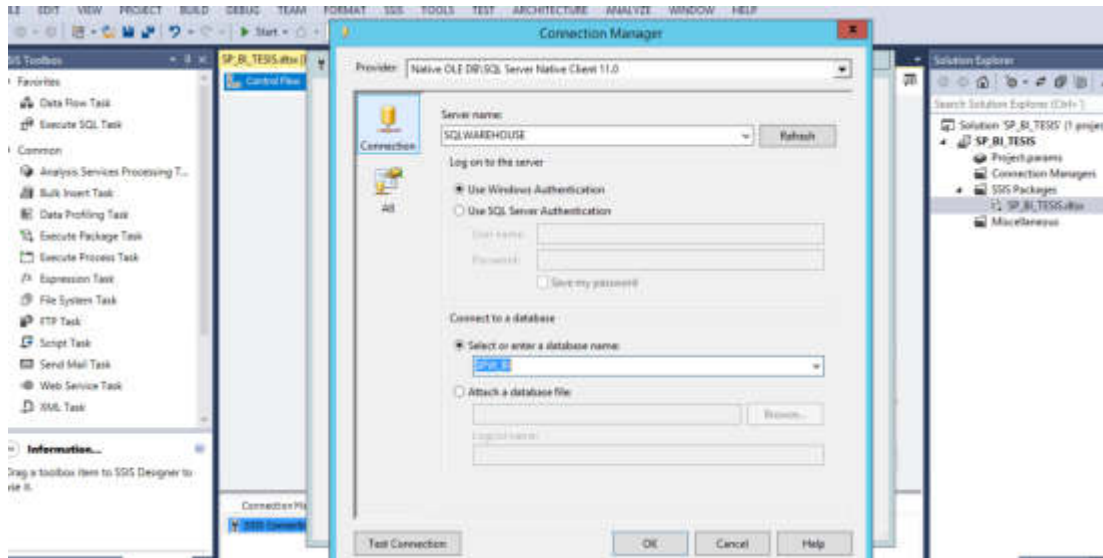 EDIT VIEW PROJECT BUILD DEBUG TEAM FORMAT SSIS TOOLS TEST ARCHITECTURE ANALYZE WINDOW HELP
Start
SSIS Toolbox
Favorites
Data Flow Task
Execute SQL Task
Common
Analysis Services Processing T...
Bulk Insert Task
Data Profiling Task
Execute Package Task
Execute Process Task
Expression Task
File System Task
FTP Task
Script Task
Send Mail Task
Web Service Task
XML Task
Information...
Drag a toolbox item to SSIS Designer to
use it.
SP_BI_TESIS.dtsx
Control Flow
Connection Ma
Connection Manager
Provider: Native OLE DB\SQL Server Native Client 11.0
Connection
All
Server name:
SQLWAREHOUSE
Refresh
Log on to the server
Use Windows Authentication
Use SQL Server Authentication
User name:
Password:
Save my password
Connect to a database
Select or enter a database name:
Attach a database file:
Browse...
Logical name:
Test Connection
OK
Cancel
Help
Solution Explorer
Search Solution Explorer (Ctrl+
Solution 'SP_BI_TESIS' (1 projec
SP_BI_TESIS
Project.params
Connection Managers
SSIS Packages
SP_BI_TESIS.dtsx
Miscellaneous